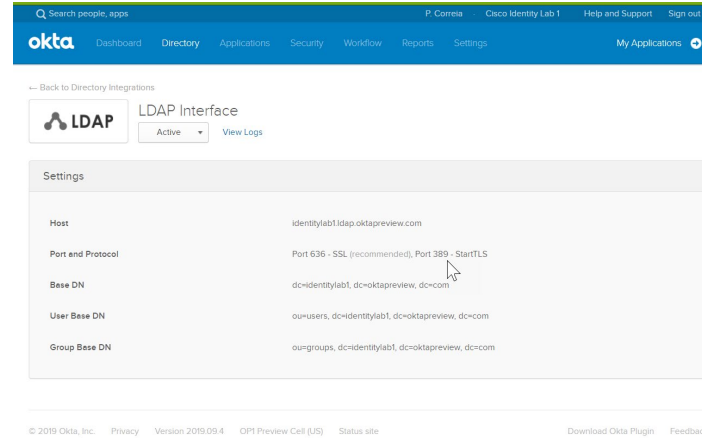 Search people, apps P. Correia Cisco Identity Lab 1 Help and Support Sign out
okta Dashboard Directory Applications Security Workflow Reports Settings My Applications
← Back to Directory Integrations
LDAP
LDAP Interface
Active View Logs
Settings
Host identitylab1.ldap.oktapreview.com
Port and Protocol Port 636 - SSL (recommended), Port 389 - StartTLS
Base DN dc=identitylab1, dc=oktapreview, dc=com
User Base DN ou=users, dc=identitylab1, dc=oktapreview, dc=com
Group Base DN ou=groups, dc=identitylab1, dc=oktapreview, dc=com
© 2019 Okta, Inc. Privacy Version 2019.09.4 OP1 Preview Cell (US) Status site Download Okta Plugin Feedbac